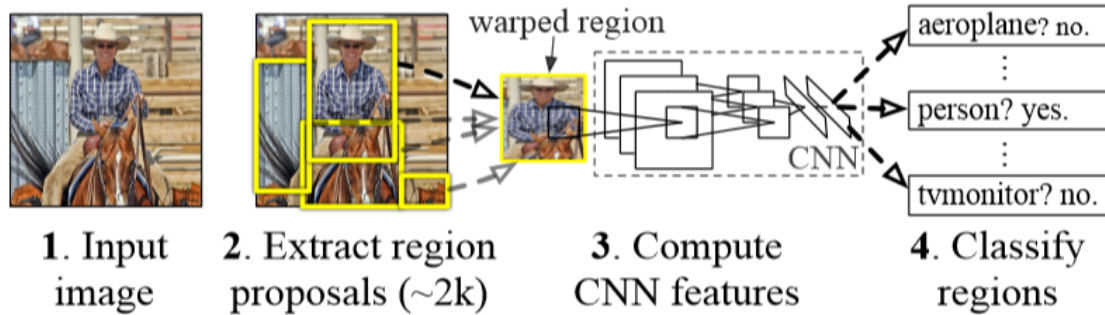 warped region
aeroplane? no.
person? yes.
CNN
tvmonitor? no.
1. Input
image
2. Extract region
proposals (~2k)
3. Compute
CNN features
4. Classify
regions